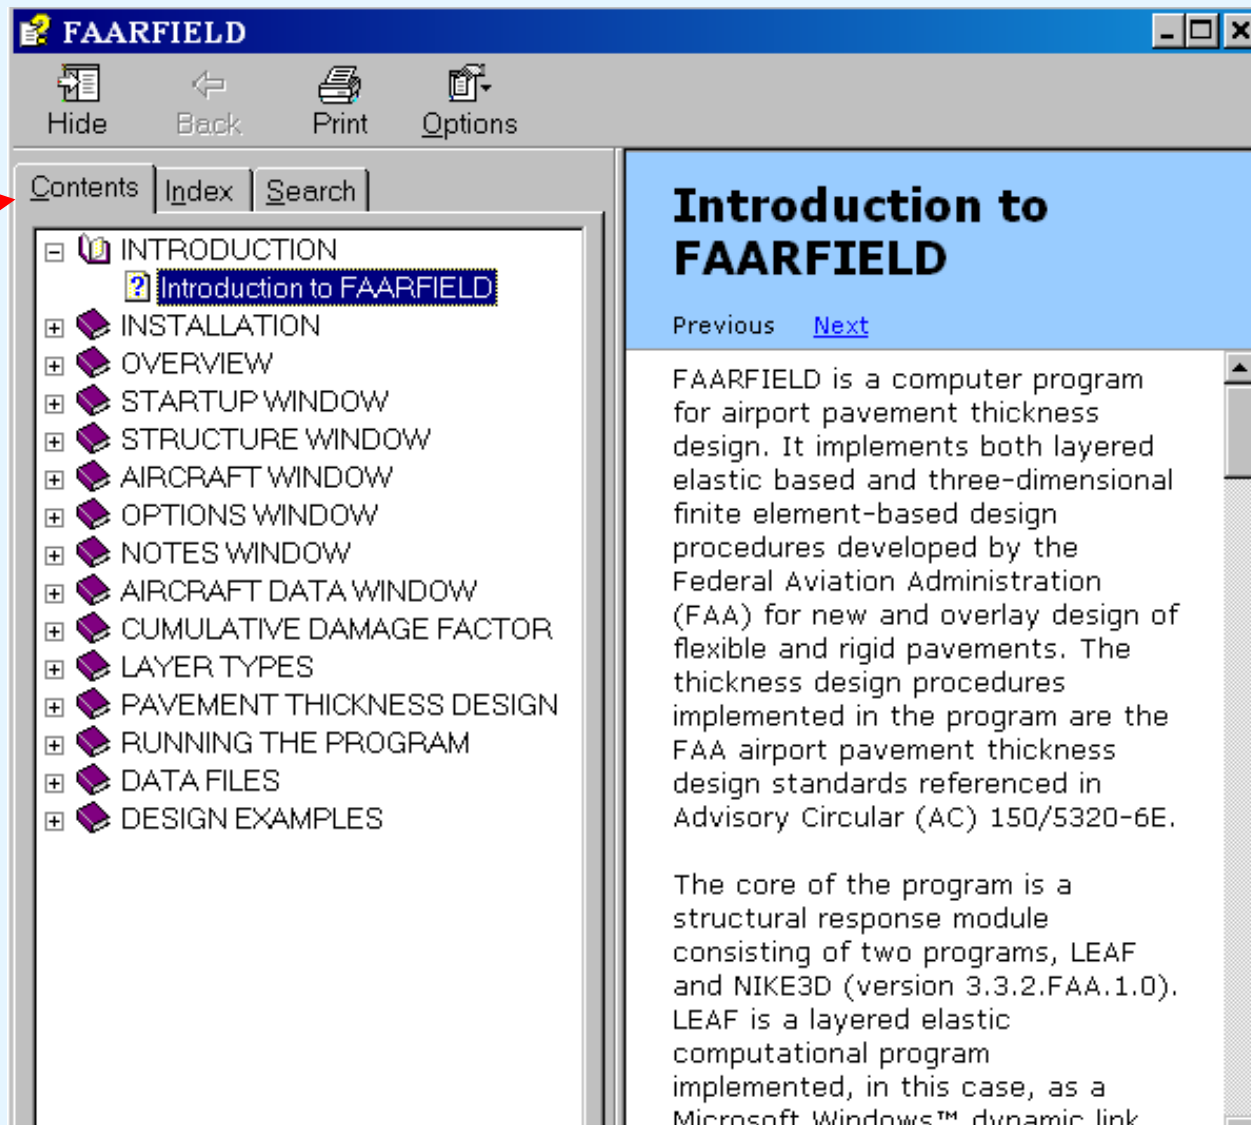 FAARFIELD
Hide Back Print Options
Contents Index Search
INTRODUCTION
Introduction to FAARFIELD
INSTALLATION
OVERVIEW
STARTUP WINDOW
STRUCTURE WINDOW
AIRCRAFT WINDOW
OPTIONS WINDOW
NOTES WINDOW
AIRCRAFT DATA WINDOW
CUMULATIVE DAMAGE FACTOR
LAYER TYPES
PAVEMENT THICKNESS DESIGN
RUNNING THE PROGRAM
DATA FILES
DESIGN EXAMPLES
Introduction to
FAARFIELD
Previous Next
FAARFIELD is a computer program
for airport pavement thickness
design. It implements both layered
elastic based and three-dimensional
finite element-based design
procedures developed by the
Federal Aviation Administration
(FAA) for new and overlay design of
flexible and rigid pavements. The
thickness design procedures
implemented in the program are the
FAA airport pavement thickness
design standards referenced in
Advisory Circular (AC) 150/5320-6E.
The core of the program is a
structural response module
consisting of two programs, LEAF
and NIKE3D (version 3.3.2.FAA.1.0).
LEAF is a layered elastic
computational program
implemented, in this case, as a
Microsoft Windows™ dynamic link